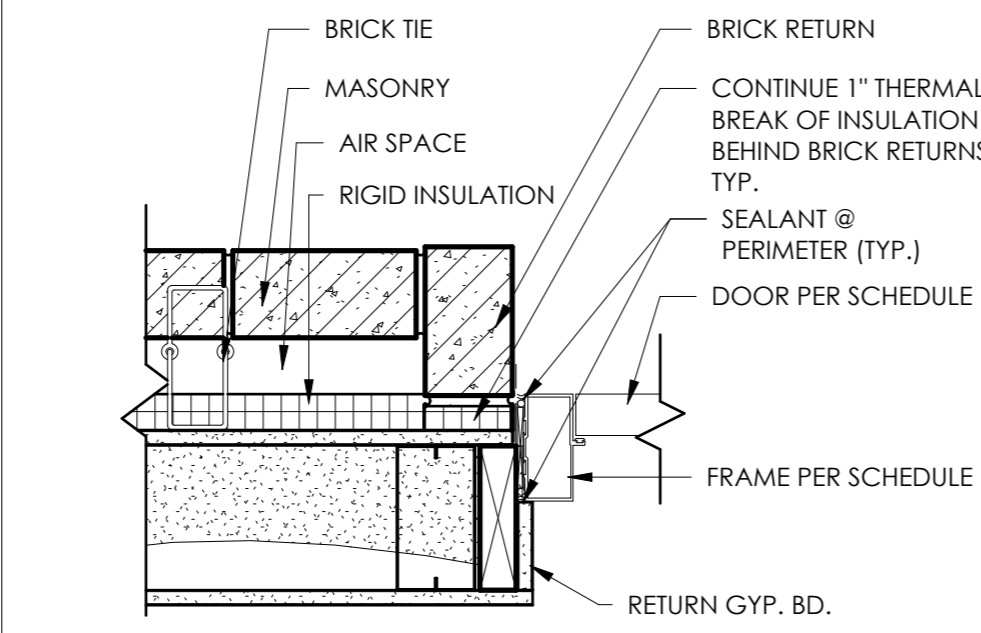 BRICK TIE
MASONRY
AIR SPACE
RIGID INSULATION
BRICK RETURN
CONTINUE 1" THERMAL
BREAK OF INSULATION
BEHIND BRICK RETURNS
TYP.
SEALANT @
PERIMETER (TYP.)
DOOR PER SCHEDULE
FRAME PER SCHEDULE
RETURN GYP. BD.